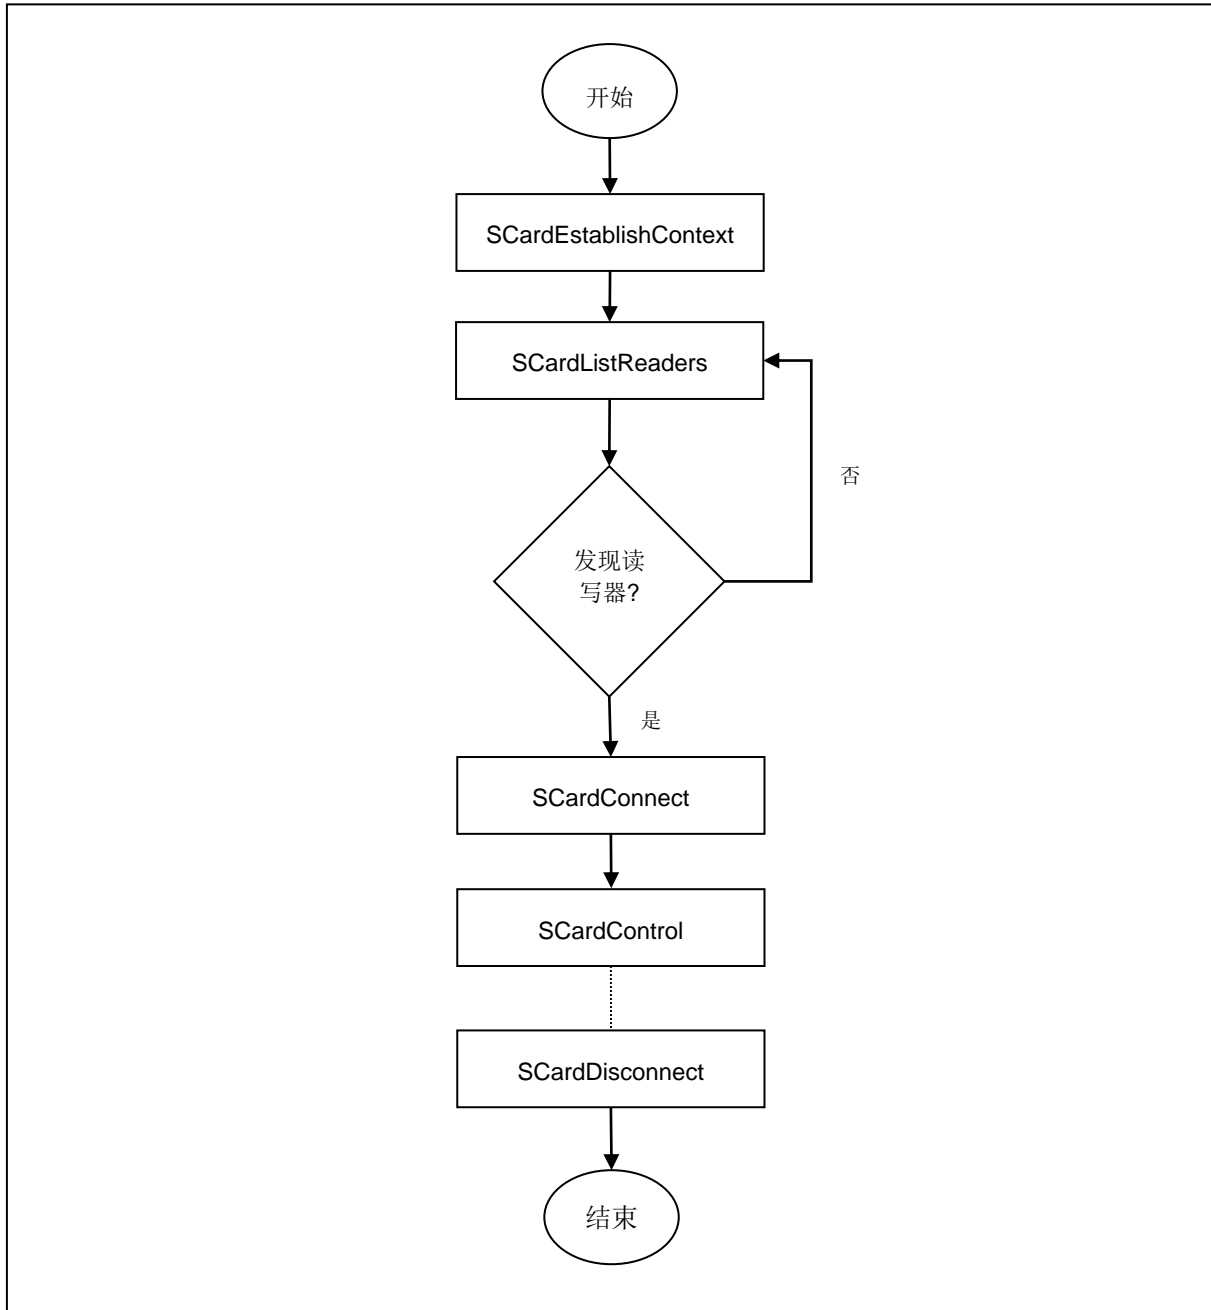 开始
SCardEstablishContext
SCardListReaders
否
发现读
写器?
是
SCardConnect
SCardControl
SCardDisconnect
结束